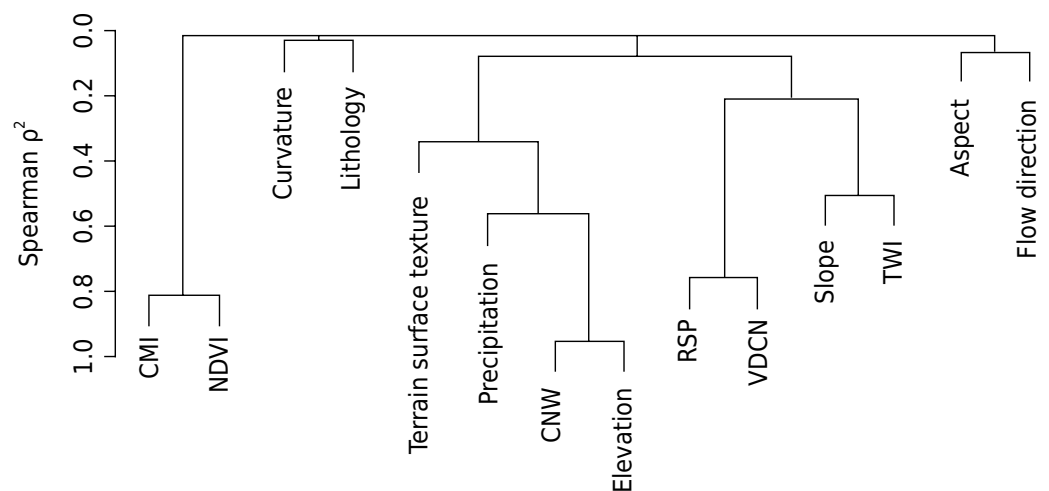 Spearman ρ²
0.0
0.2
0.4
0.6
0.8
1.0
CMI
NDVI
Curvature
Lithology
Terrain surface texture
Precipitation
CNW
Elevation
RSP
VDCN
Slope
TWI
Aspect
Flow direction